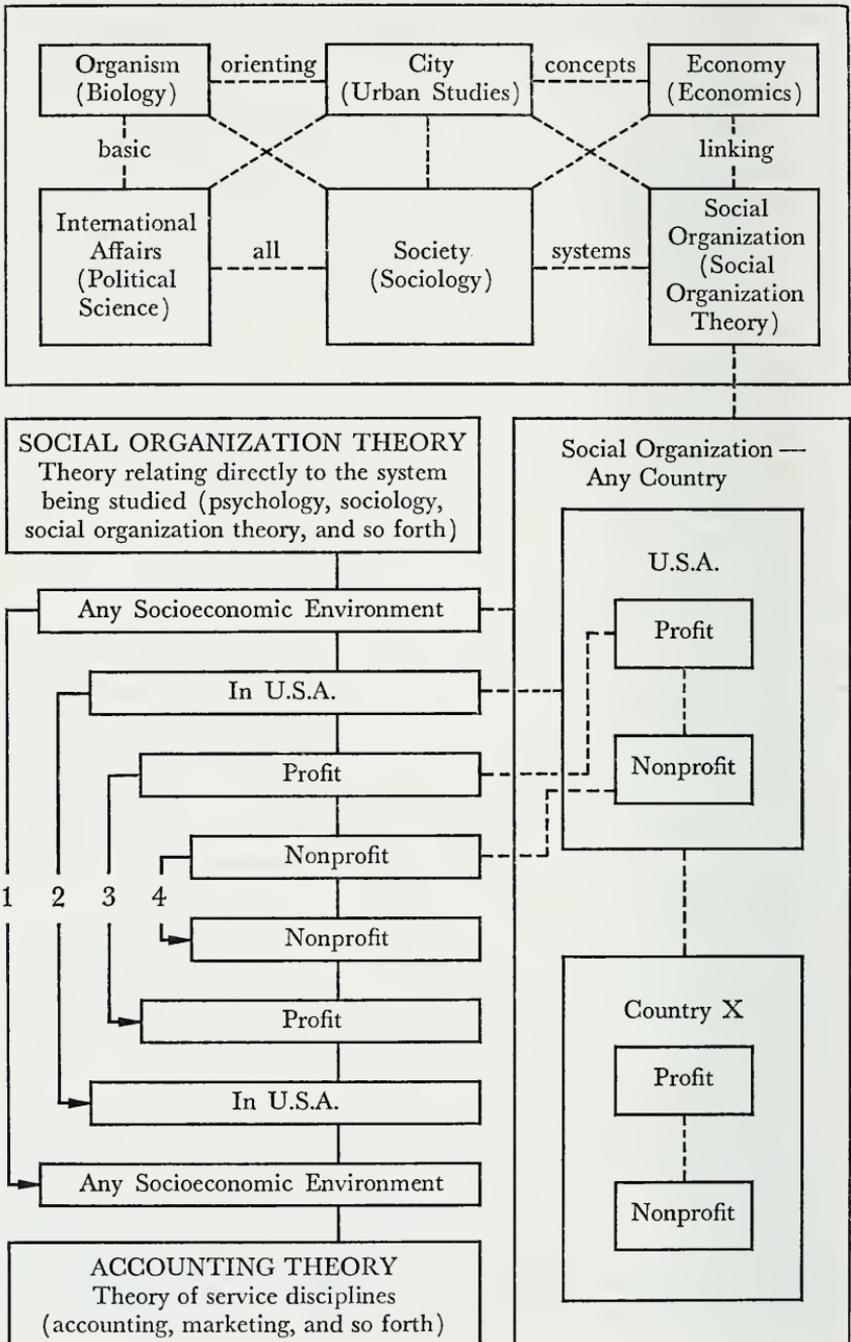 Organism
(Biology)
orienting
City
(Urban Studies)
concepts
Economy
(Economics)
basic
linking
International
Affairs
(Political
Science)
all
Society
(Sociology)
systems
Social
Organization
(Social
Organization
Theory)
SOCIAL ORGANIZATION THEORY
Theory relating directly to the system
being studied (psychology, sociology,
social organization theory, and so forth)
Any Socioeconomic Environment
In U.S.A.
Profit
Nonprofit
1 2 3 4
Nonprofit
Profit
In U.S.A.
Any Socioeconomic Environment
ACCOUNTING THEORY
Theory of service disciplines
(accounting, marketing, and so forth)
Social Organization —
Any Country
U.S.A.
Profit
Nonprofit
Country X
Profit
Nonprofit